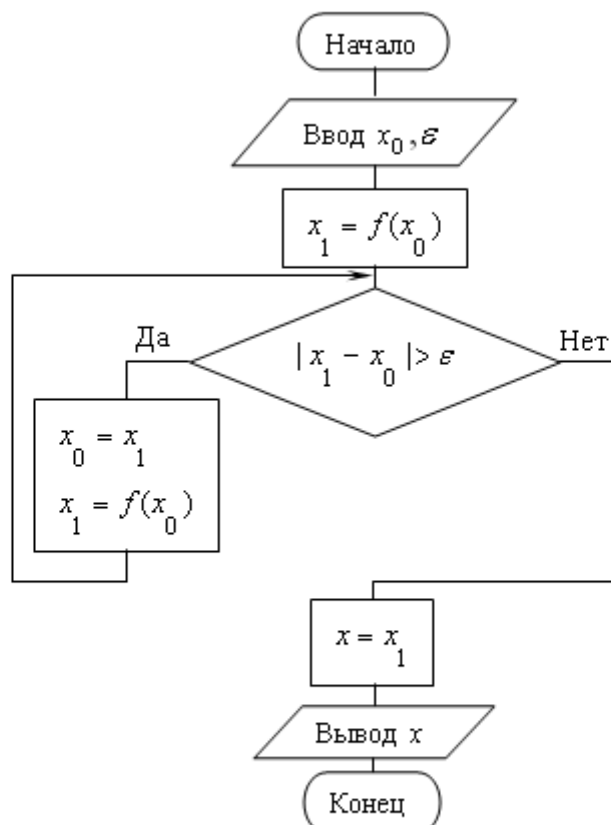 Начало
Ввод x₀, ε
x₁ = f(x₀)
Да
| x₁ − x₀ | > ε
Нет
x₀ = x₁
x₁ = f(x₀)
x = x₁
Вывод x
Конец